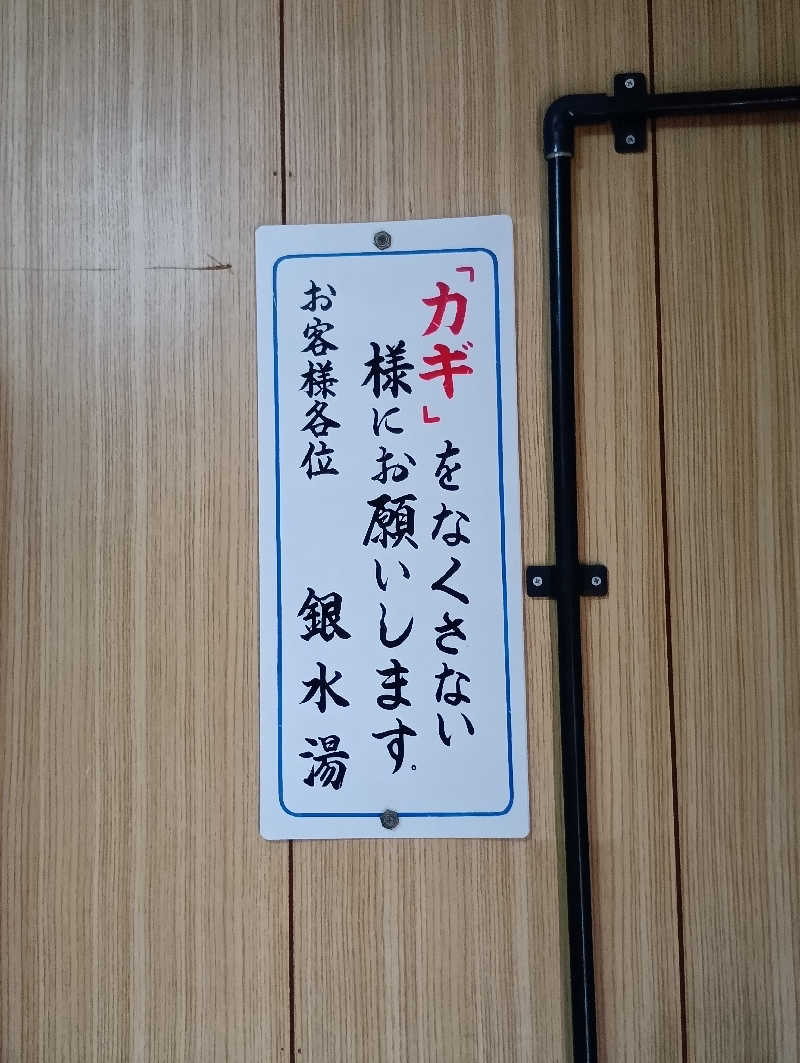 「カギ」をなくさない
様にお願いします。
お客様各位 銀水湯